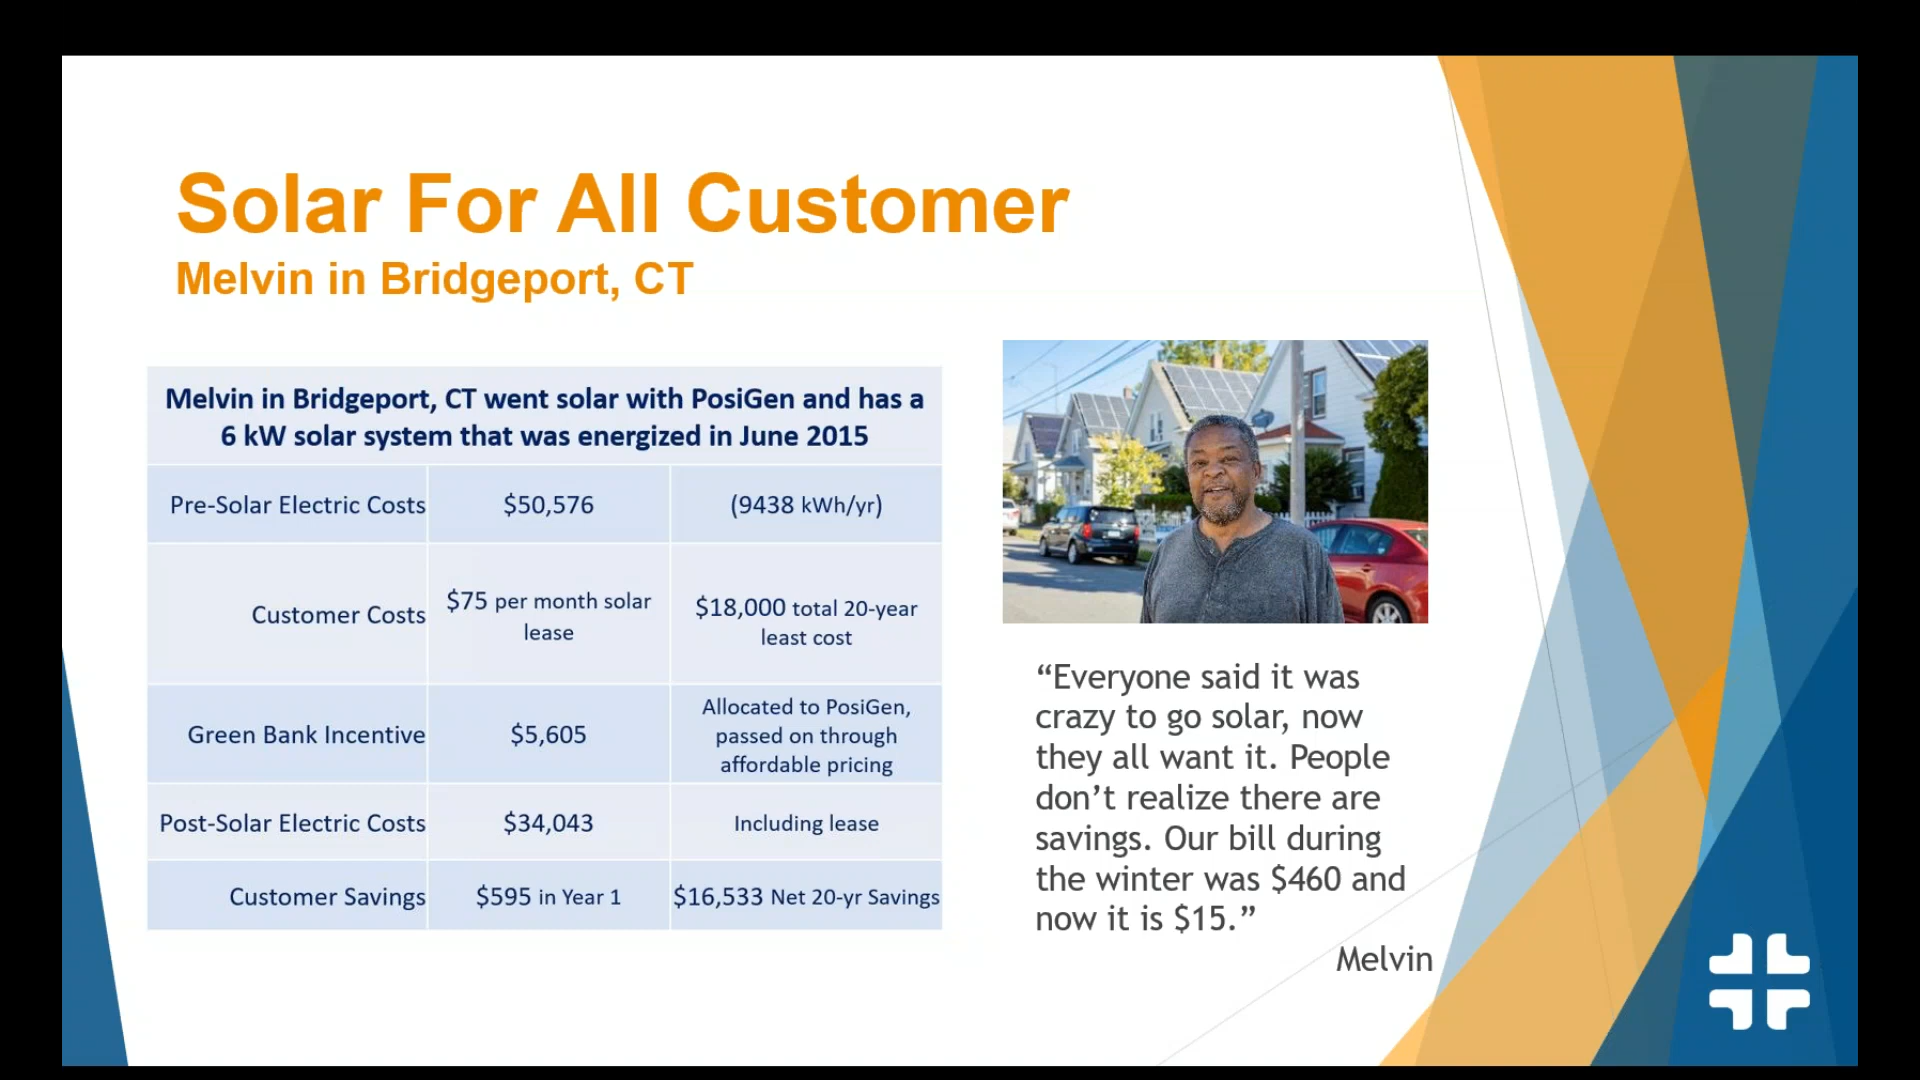 Solar For All Customer
Melvin in Bridgeport, CT
Melvin in Bridgeport, CT went solar with PosiGen and has a
6 kW solar system that was energized in June 2015
Pre-Solar Electric Costs $50,576 (9438 kWh/yr)
Customer Costs $75 per month solar lease $18,000 total 20-year least cost
Green Bank Incentive $5,605 Allocated to PosiGen, passed on through affordable pricing
Post-Solar Electric Costs $34,043 Including lease
Customer Savings $595 in Year 1 $16,533 Net 20-yr Savings
“Everyone said it was
crazy to go solar, now
they all want it. People
don’t realize there are
savings. Our bill during
the winter was $460 and
now it is $15.”
Melvin